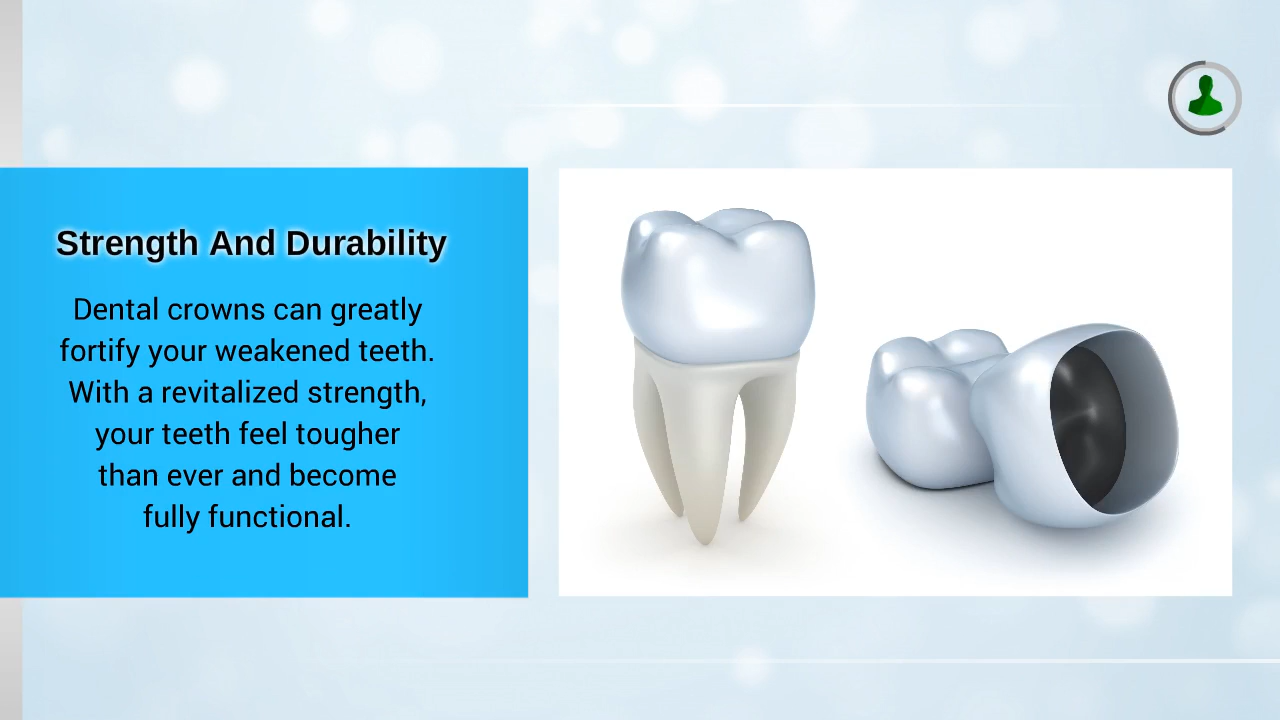 Strength And Durability
Dental crowns can greatly
fortify your weakened teeth.
With a revitalized strength,
your teeth feel tougher
than ever and become
fully functional.